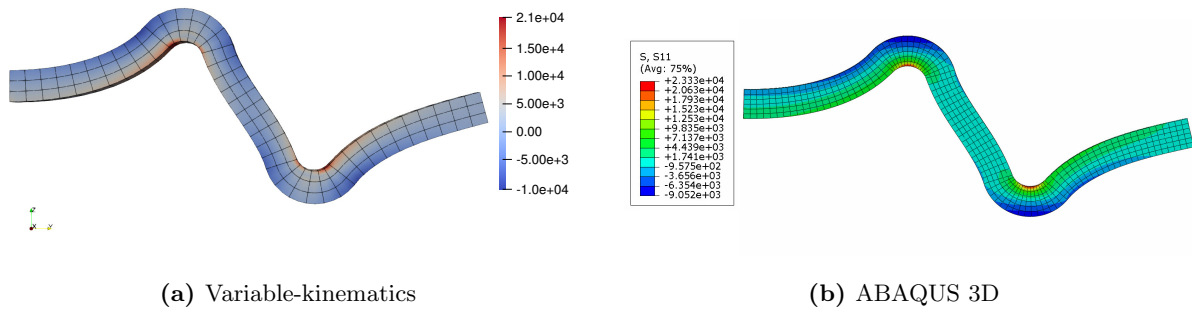 2.1e+04
1.50e+4
1.00e+4
5.00e+3
0.00
-5.00e+3
-1.0e+04
Z
X
Y
S, S11
(Avg: 75%)
+2.333e+04
+2.063e+04
+1.793e+04
+1.523e+04
+1.253e+04
+9.835e+03
+7.137e+03
+4.439e+03
+1.741e+03
-9.575e+02
-3.656e+03
-6.354e+03
-9.052e+03
(a) Variable-kinematics
(b) ABAQUS 3D